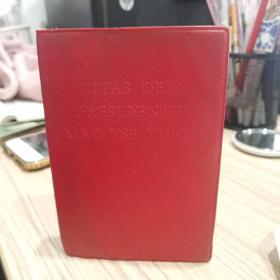 CITAS DEL
PRESIDENTE
MAO TSE-TUNG